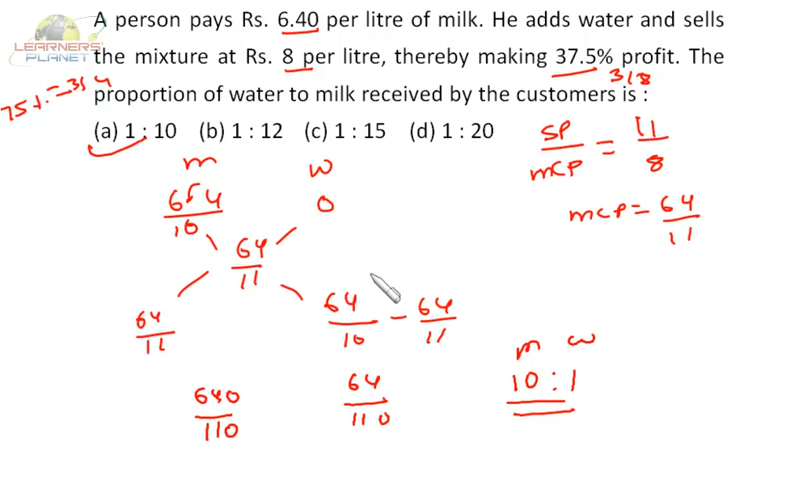 A person pays Rs. 6.40 per litre of milk. He adds water and sells
LEARNERS' PLANET
the mixture at Rs. 8 per litre, thereby making 37.5% profit. The
75% = 3/4
3/8
proportion of water to milk received by the customers is :
(a) 1 : 10 (b) 1 : 12 (c) 1 : 15 (d) 1 : 20
SP/MCP = 11/8
m w
64/10 0
MCP = 64/11
64/11
64/11 64/10 - 64/11
m w
10 : 1
640/110 64/110